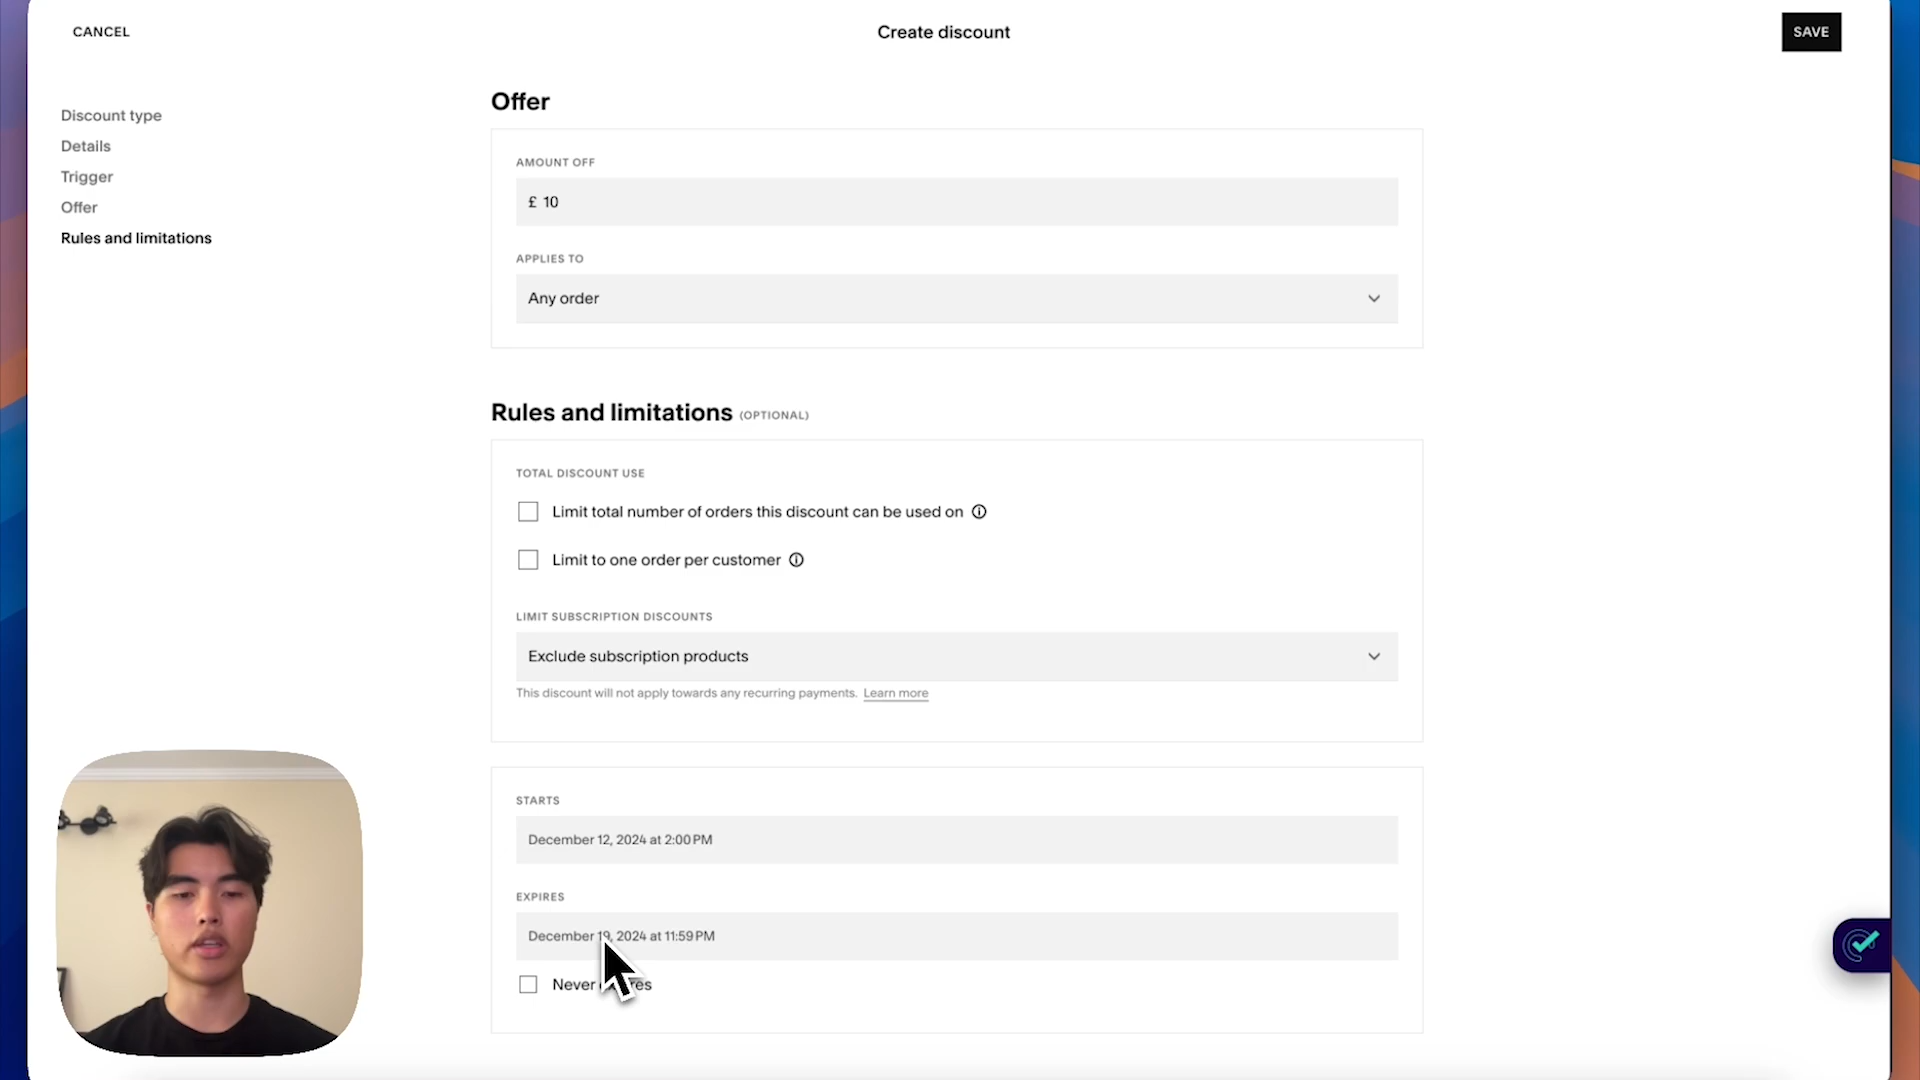 CANCEL
Create discount
SAVE
Discount type
Details
Trigger
Offer
Rules and limitations
Offer
AMOUNT OFF
£ 10
APPLIES TO
Any order
Rules and limitations (OPTIONAL)
TOTAL DISCOUNT USE
Limit total number of orders this discount can be used on
Limit to one order per customer
LIMIT SUBSCRIPTION DISCOUNTS
Exclude subscription products
This discount will not apply towards any recurring payments. Learn more
STARTS
December 12, 2024 at 2:00 PM
EXPIRES
December 19, 2024 at 11:59 PM
Never